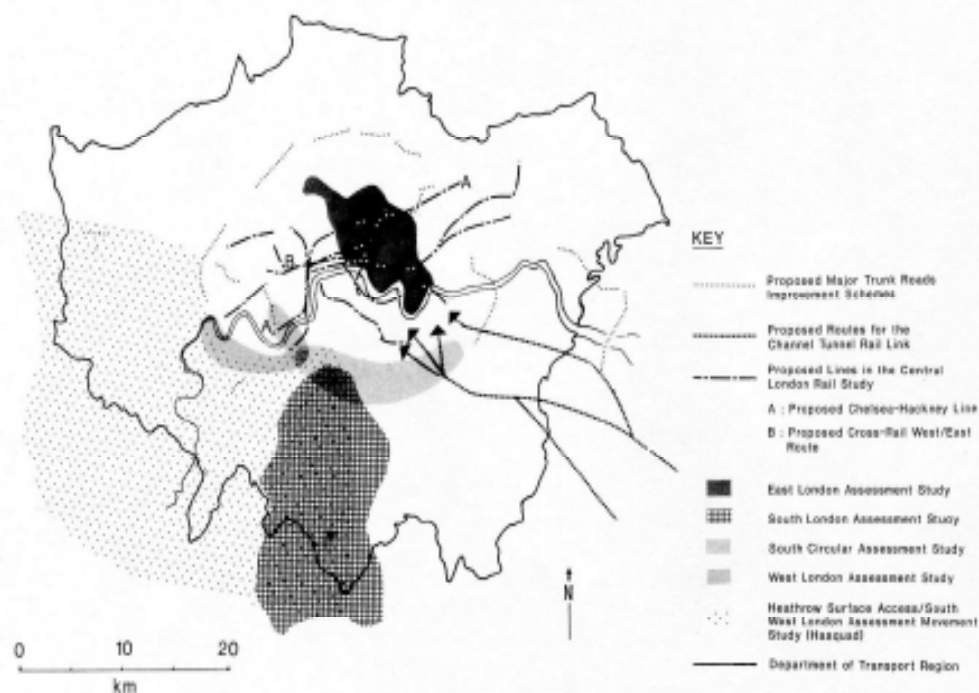 A
B
KEY
Proposed Major Trunk Roads
Improvement Schemes
Proposed Routes for the
Channel Tunnel Rail Link
Proposed Lines in the Central
London Rail Study
A : Proposed Chelsea-Hackney Line
B : Proposed Cross-Rail West/East
Route
East London Assessment Study
South London Assessment Study
South Circular Assessment Study
West London Assessment Study
Heathrow Surface Access/South
West London Assessment Movement
Study (Hasquad)
Department of Transport Region
N
0 10 20
km